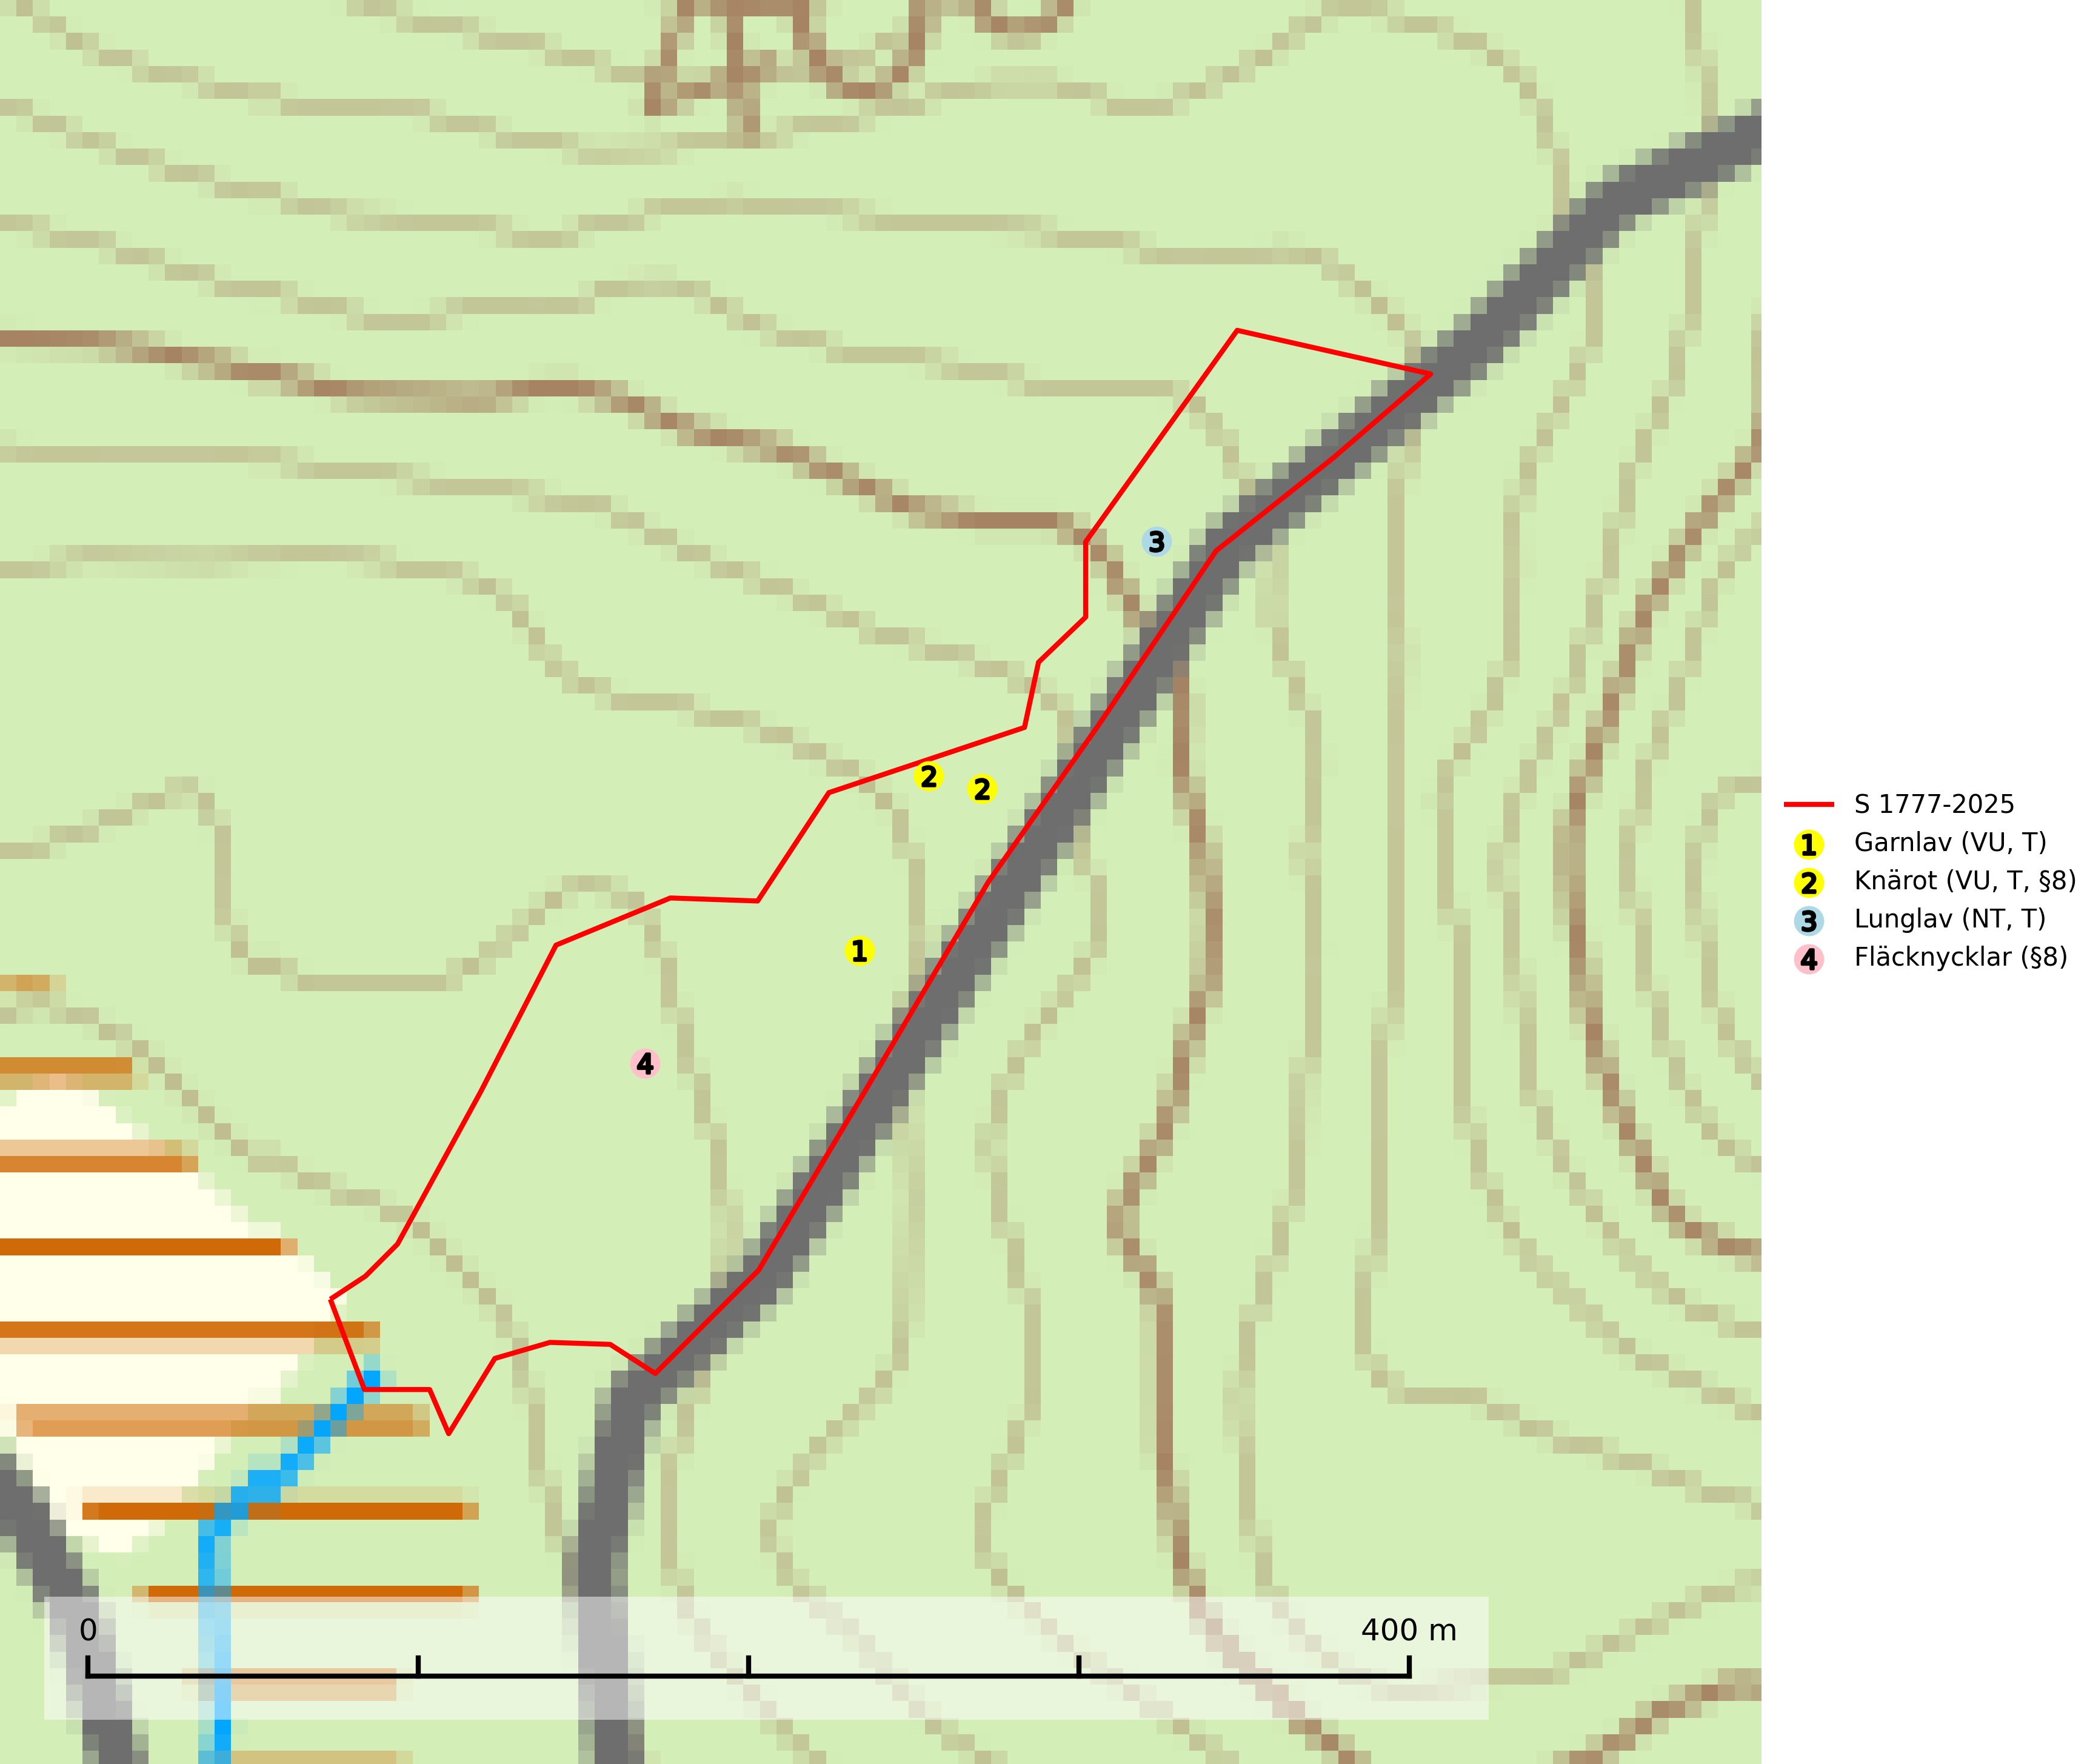 3
2
2
1
4
S 1777-2025
1 Garnlav (VU, T)
2 Knärot (VU, T, §8)
3 Lunglav (NT, T)
4 Fläcknycklar (§8)
0 400 m